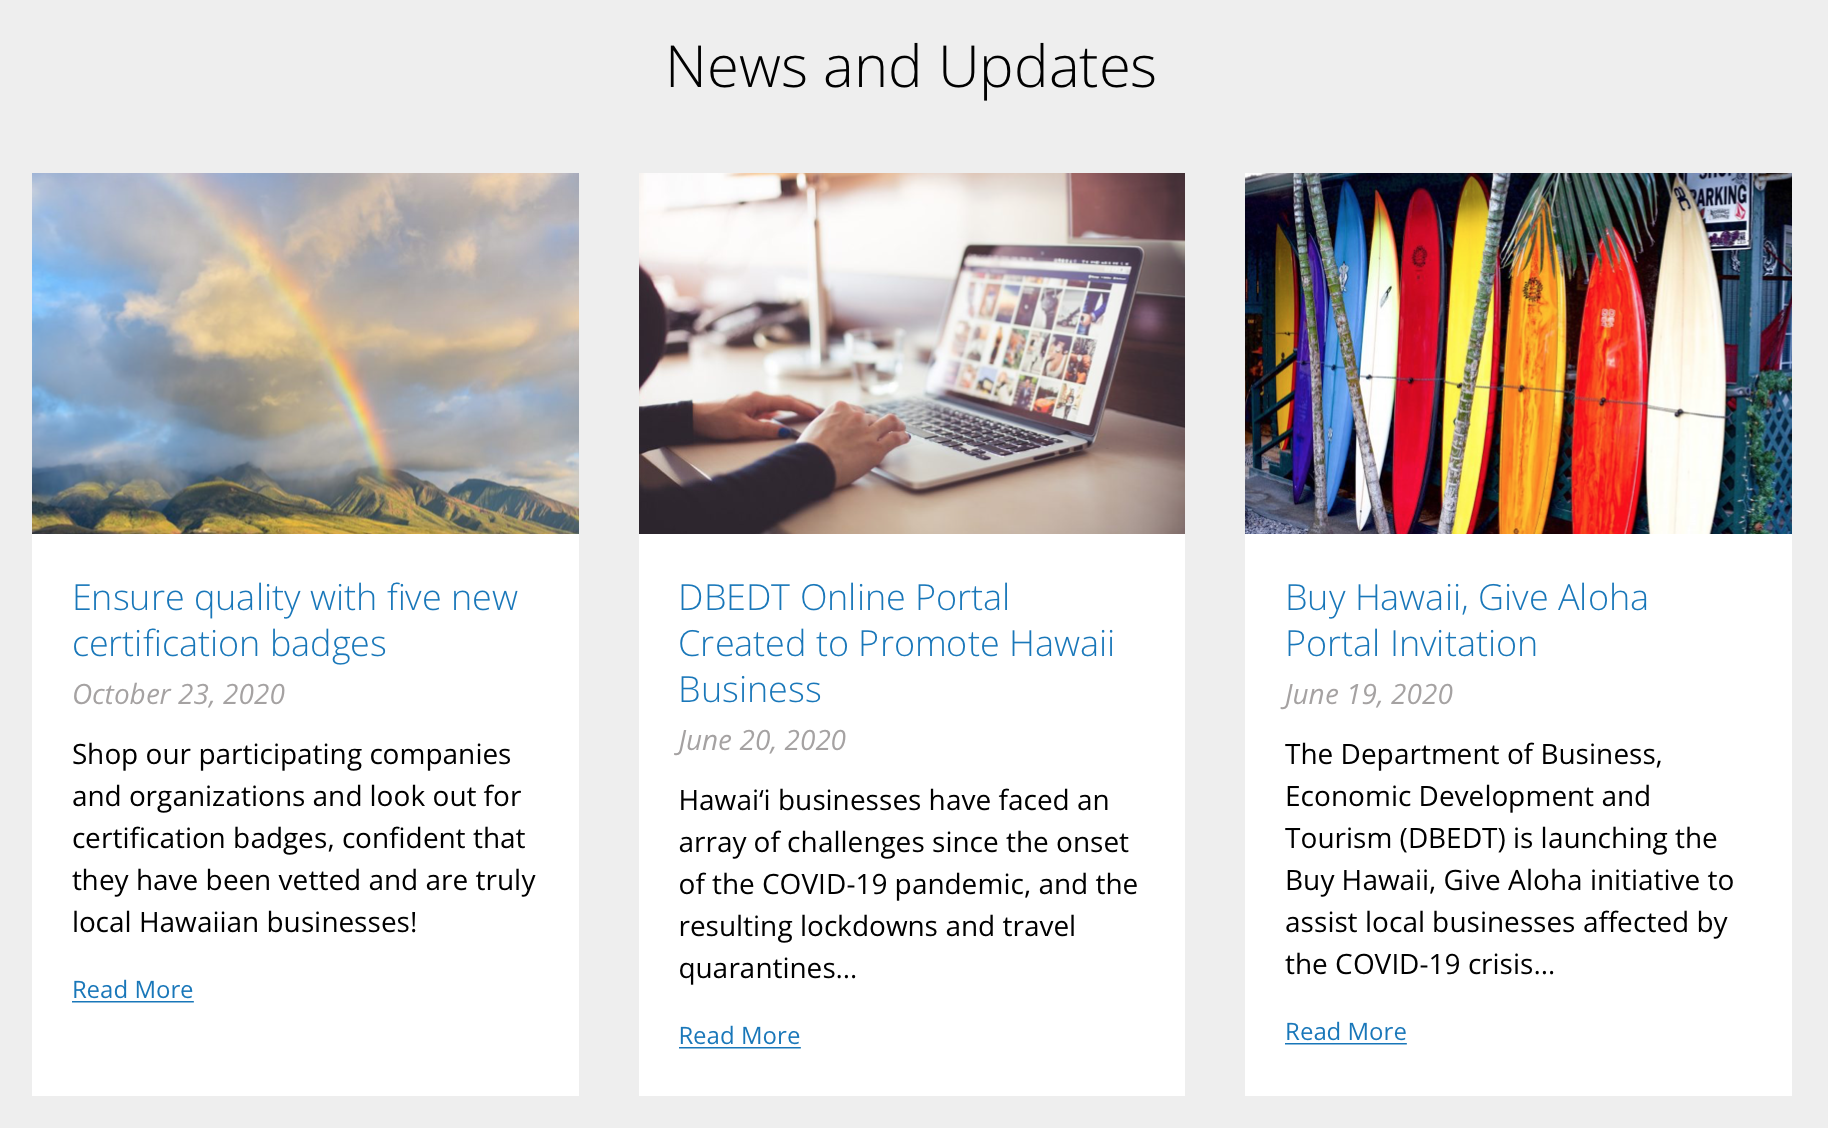 News and Updates
PARKING
Ensure quality with five new
certification badges
October 23, 2020
Shop our participating companies
and organizations and look out for
certification badges, confident that
they have been vetted and are truly
local Hawaiian businesses!
Read More
DBEDT Online Portal
Created to Promote Hawaii
Business
June 20, 2020
Hawai‘i businesses have faced an
array of challenges since the onset
of the COVID-19 pandemic, and the
resulting lockdowns and travel
quarantines...
Read More
Buy Hawaii, Give Aloha
Portal Invitation
June 19, 2020
The Department of Business,
Economic Development and
Tourism (DBEDT) is launching the
Buy Hawaii, Give Aloha initiative to
assist local businesses affected by
the COVID-19 crisis...
Read More